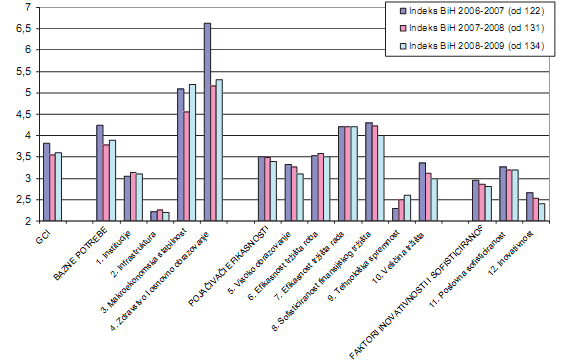 Indeks BiH 2006-2007 (od 122)
Indeks BiH 2007-2008 (od 131)
Indeks BiH 2008-2009 (od 134)
7
6,5
6
5,5
5
4,5
4
3,5
3
2,5
2
GCI
BAZNE POTREBE
1. Institucije
2. Infrastruktura
3. Makroekonomska stabilnost
4. Zdravstvo i osnovno obrazovanje
POJAČIVAČI EFIKASNOSTI
5. Visoko obrazovanje
6. Efikasnost tržišta roba
7. Efikasnost tržišta rada
8. Sofisticiranost finansijskog tržišta
9. Tehnološka spremnost
10. Veličina tržišta
FAKTORI INOVATIVNOSTI I SOFISTICIRANOS
11. Poslovna sofisticiranost
12. Inovativnost